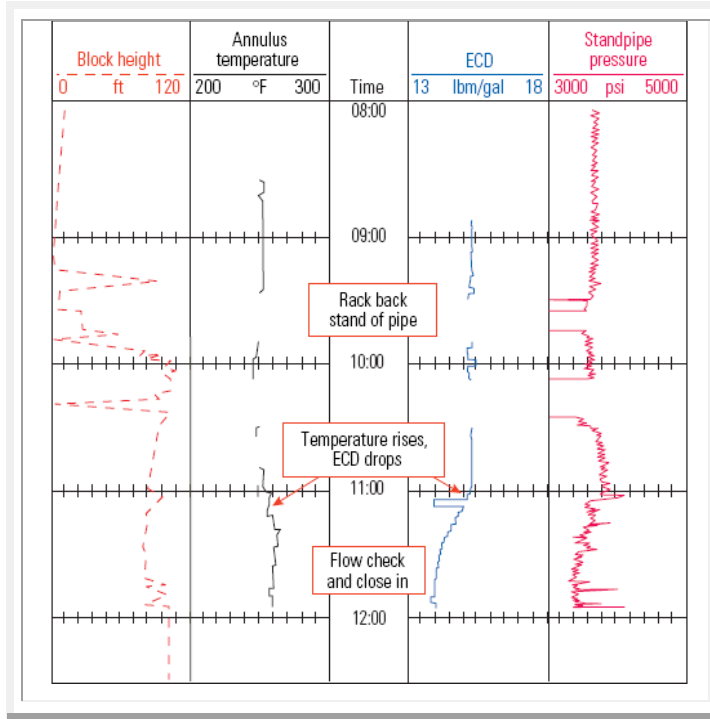 Block height
0 ft 120
Annulus
temperature
200 °F 300
Time
ECD
13 lbm/gal 18
Standpipe
pressure
3000 psi 5000
08:00
09:00
Rack back
stand of pipe
10:00
Temperature rises,
ECD drops
11:00
Flow check
and close in
12:00